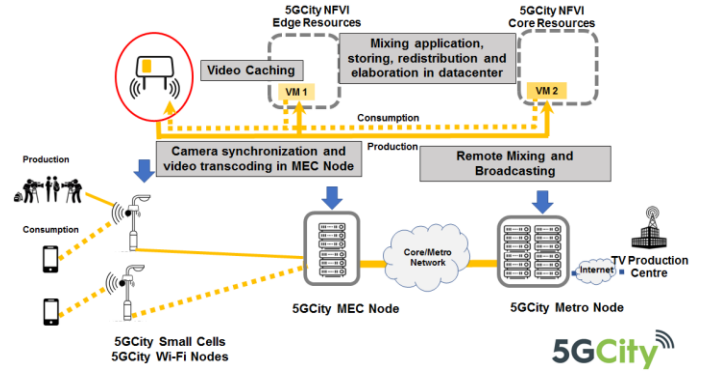 5GCity NFVI
Edge Resources
5GCity NFVI
Core Resources
Mixing application,
storing, redistribution and
elaboration in datacenter
Video Caching
VM 1
VM 2
Consumption
Production
Camera synchronization and
video transcoding in MEC Node
Remote Mixing and
Broadcasting
Production
Consumption
Core/Metro
Network
Internet
TV Production
Centre
5GCity MEC Node
5GCity Metro Node
5GCity Small Cells
5GCity Wi-Fi Nodes
5GCity